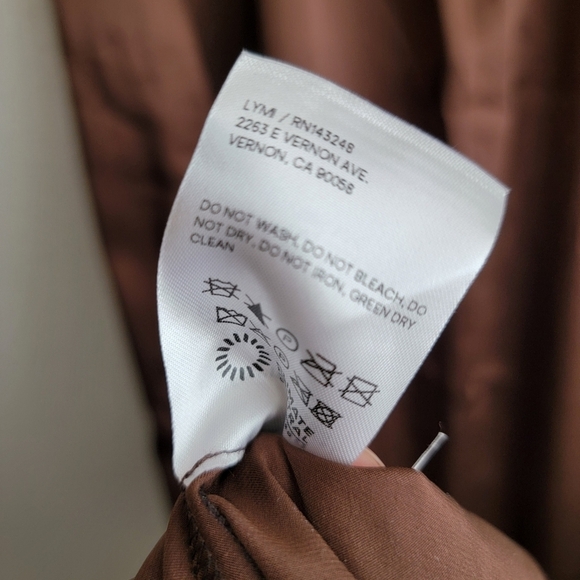 LYMI / RN143248
2263 E VERNON AVE.
VERNON, CA 90058
DO NOT WASH, DO NOT BLEACH, DO
NOT DRY, DO NOT IRON, GREEN DRY
CLEAN
P
P